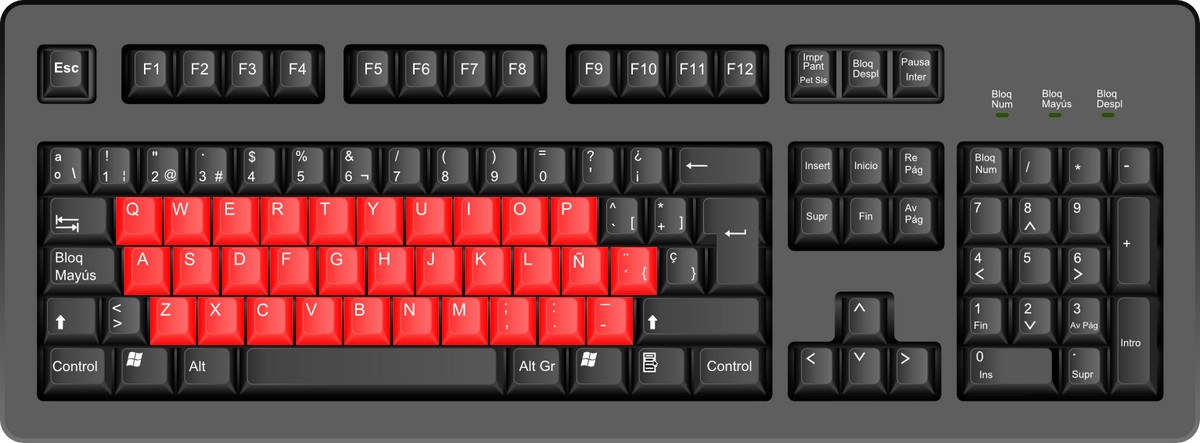 Esc F1 F2 F3 F4 F5 F6 F7 F8 F9 F10 F11 F12
Impr
Pant
Pet Sis
Bloq
Despl
Pausa
Inter
Bloq
Num
Bloq
Mayús
Bloq
Despl
a ! " · $ % & / ( ) = ? ¿
º \ 1 ¦ 2 @ 3 # 4 5 6 ¬ 7 8 9 0 ' ¡ ←
Insert Inicio
Re
Pág
Bloq
Num
/ * -
Q W E R T Y U I O P ^ *
` [ + ]
Supr Fin
Av
Pág
7 8 9 +
Bloq
Mayús
A S D F G H J K L Ñ ¨ ç
´ { }
4 5 6
< >
< Z X C V B N M ; : _
> , . -
1 2 3
Fin Av Pág
Intro
Control Alt Alt Gr Control
< >
0 .
Ins Supr